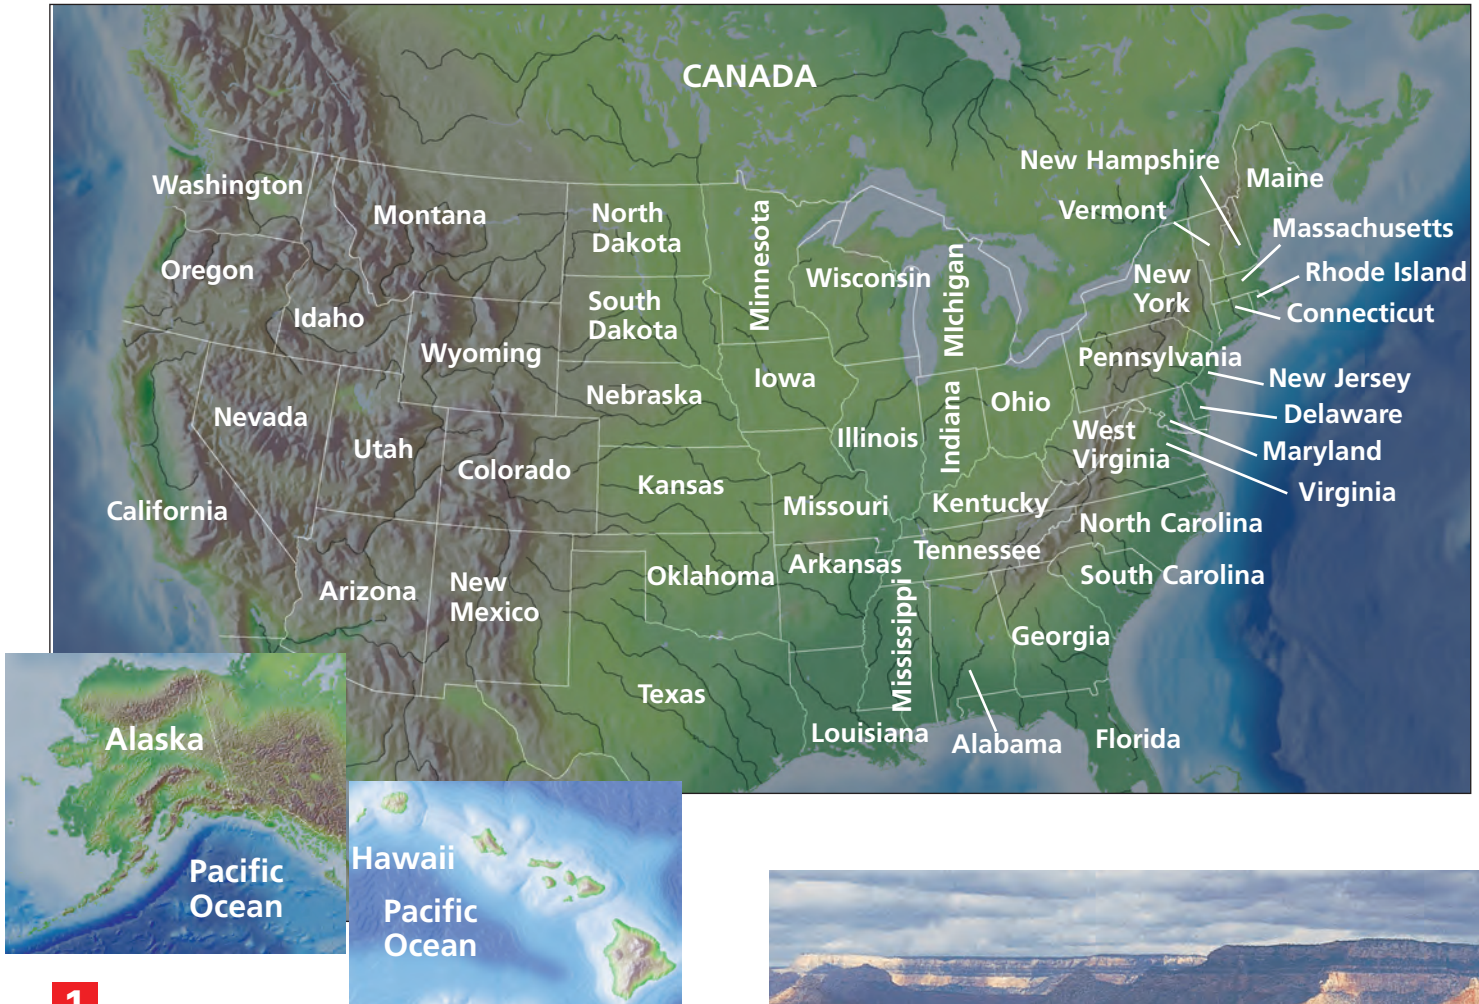 CANADA
New Hampshire
Maine
Washington
Montana
North
Dakota
Minnesota
Vermont
Massachusetts
Oregon
Wisconsin
MIchigan
New
York
Rhode Island
Idaho
South
Dakota
Connecticut
Wyoming
Pennsylvania
Iowa
New Jersey
Nebraska
Ohio
Delaware
Nevada
Indiana
Illinois
West
Virginia
Utah
Maryland
Colorado
Kansas
Virginia
California
Missouri
Kentucky
North Carolina
Tennessee
Arkansas
Oklahoma
South Carolina
Arizona
New
Mexico
Mississippi
Georgia
Texas
Louisiana
Alabama
Florida
Alaska
Pacific
Ocean
Hawaii
Pacific
Ocean
1